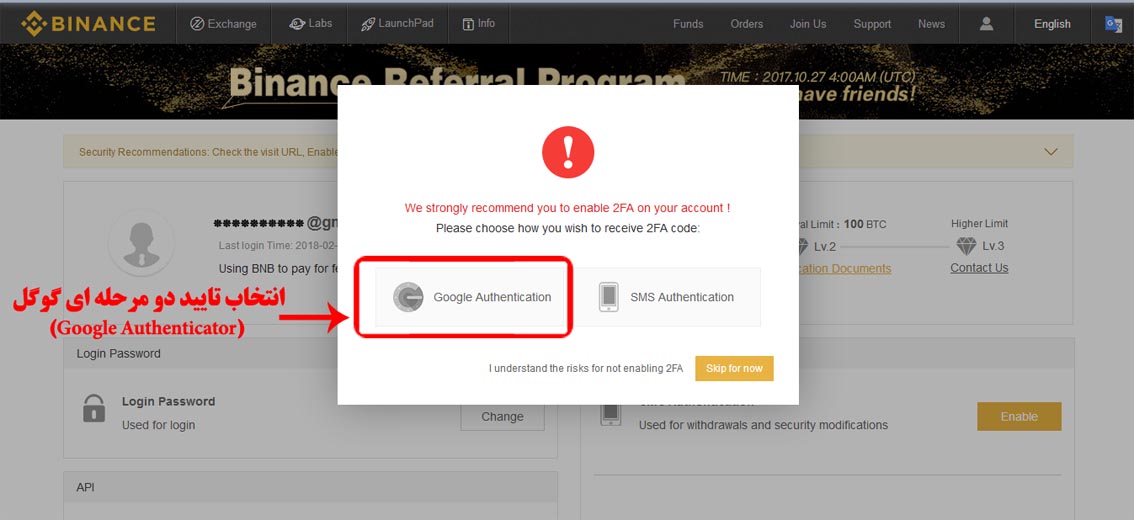 BINANCE
Exchange
Labs
LaunchPad
Info
Funds
Orders
Join Us
Support
News
English
Binance Referral Program
TIME : 2017.10.27 4:00AM (UTC)
have friends!
Security Recommendations: Check the visit URL, Enable
**********@gm
Last login Time: 2018-02-
Using BNB to pay for fe
al Limit : 100 BTC
Higher Limit
Lv.2
Lv.3
cation Documents
Contact Us
We strongly recommend you to enable 2FA on your account !
Please choose how you wish to receive 2FA code:
Google Authentication
SMS Authentication
انتخاب تایید دو مرحله ای گوگل
(Google Authenticator)
I understand the risks for not enabling 2FA
Skip for now
Login Password
Login Password
Used for login
Change
Used for withdrawals and security modifications
Enable
API